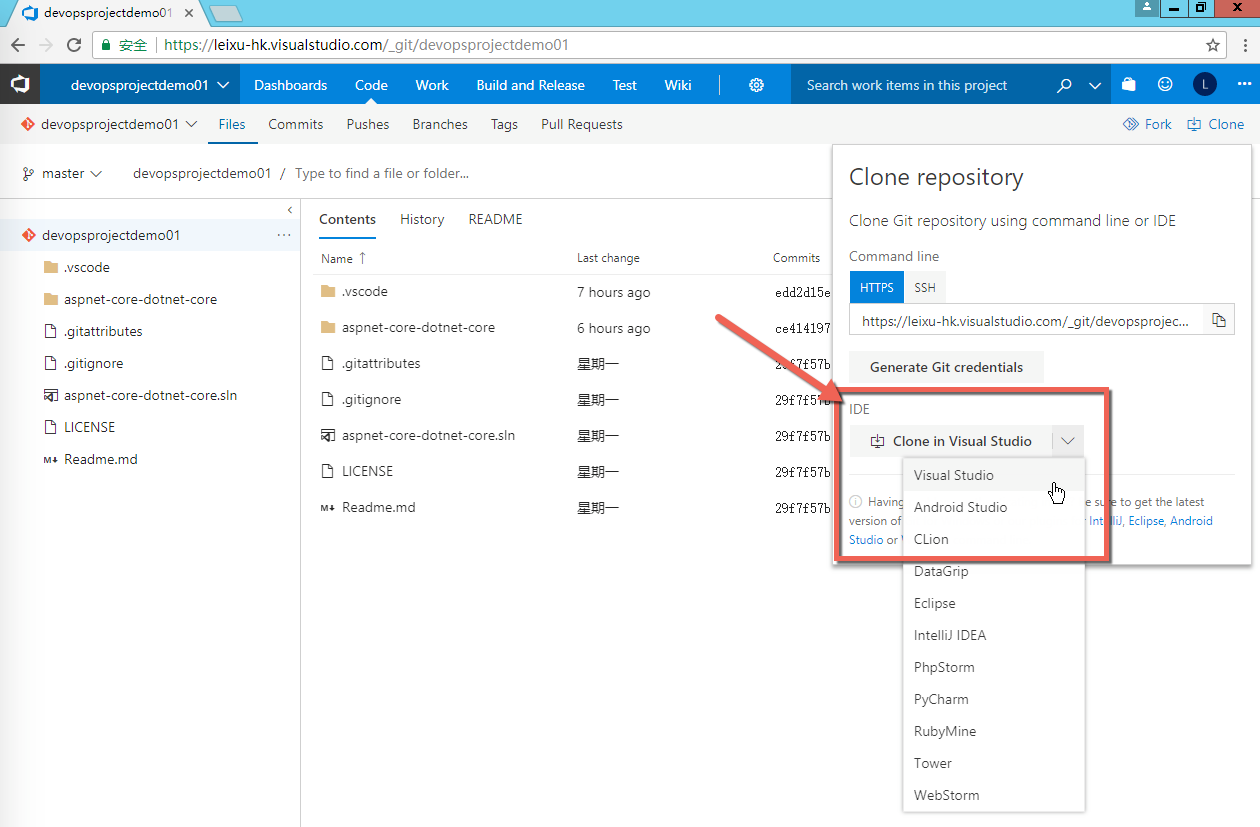 devopsprojectdemo01
安全 https://leixu-hk.visualstudio.com/_git/devopsprojectdemo01
devopsprojectdemo01 Dashboards Code Work Build and Release Test Wiki Search work items in this project L
devopsprojectdemo01 Files Commits Pushes Branches Tags Pull Requests Fork Clone
master devopsprojectdemo01 / Type to find a file or folder...
devopsprojectdemo01
.vscode
aspnet-core-dotnet-core
.gitattributes
.gitignore
aspnet-core-dotnet-core.sln
LICENSE
M↓ Readme.md
Contents History README
Name ↑ Last change Commits
.vscode 7 hours ago edd2d15e
aspnet-core-dotnet-core 6 hours ago ce414197
.gitattributes 星期一 29f7f57b
.gitignore 星期一 29f7f57b
aspnet-core-dotnet-core.sln 星期一 29f7f57b
LICENSE 星期一 29f7f57b
M↓ Readme.md 星期一 29f7f57b
Clone repository
Clone Git repository using command line or IDE
Command line
HTTPS SSH
https://leixu-hk.visualstudio.com/_git/devopsprojec...
Generate Git credentials
IDE
Clone in Visual Studio
Having sure to get the latest
version of IntelliJ, Eclipse, Android
Studio or
Visual Studio
Android Studio
CLion
DataGrip
Eclipse
IntelliJ IDEA
PhpStorm
PyCharm
RubyMine
Tower
WebStorm